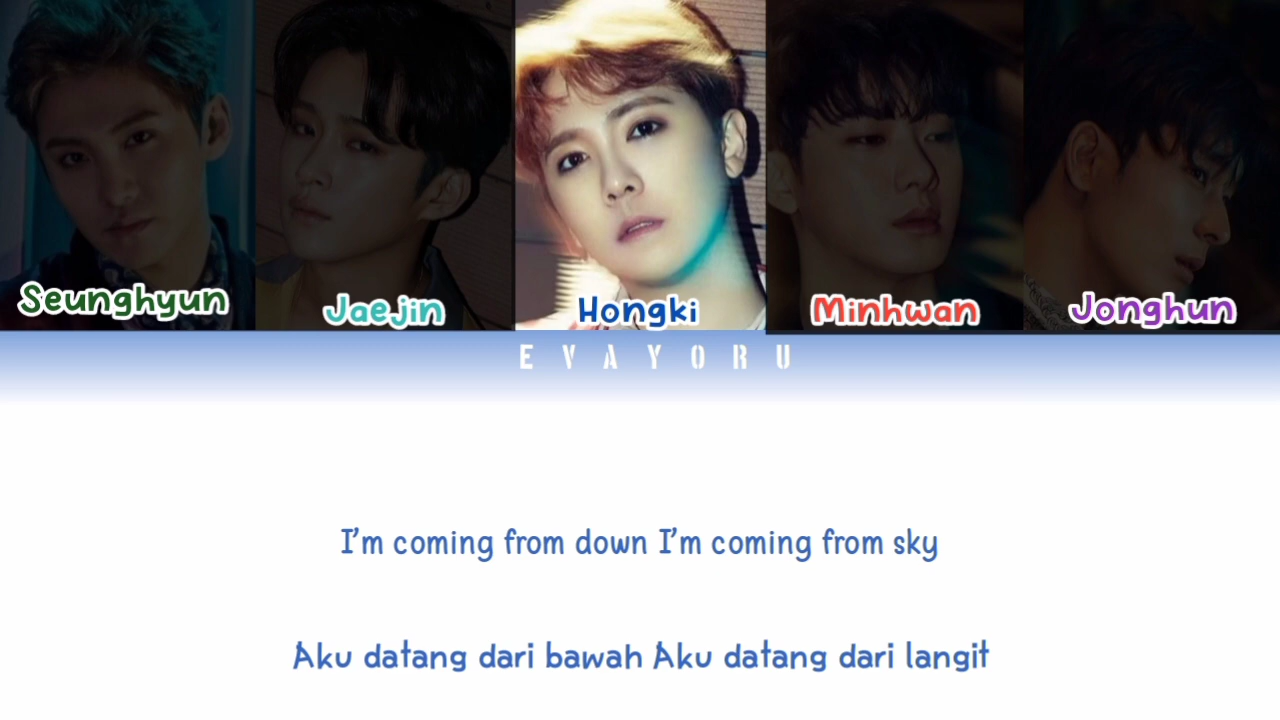 Seunghyun Jaejin Hongki Minhwan Jonghun
EVAYORU
I'm coming from down I'm coming from sky
Aku datang dari bawah Aku datang dari langit